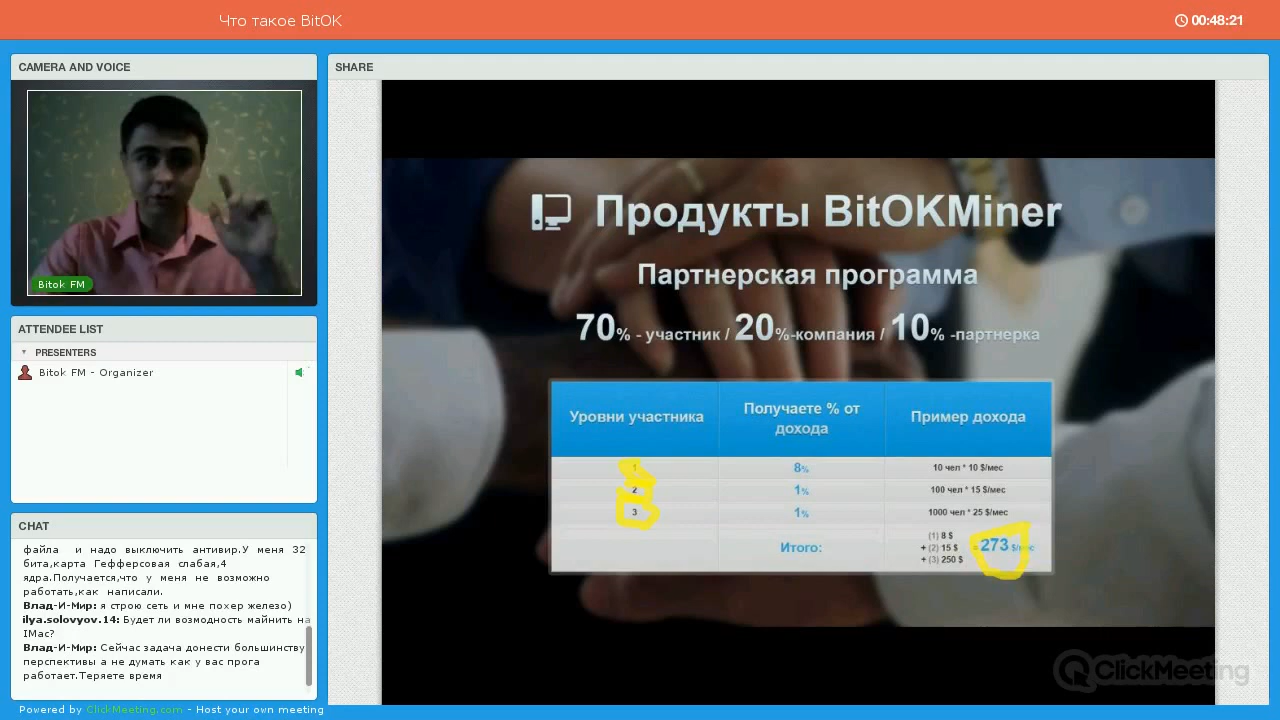 Что такое BitOK
00:48:21
CAMERA AND VOICE
Bitok FM
ATTENDEE LIST
PRESENTERS
Bitok FM - Organizer
CHAT
файла и надо выключить антивир.У меня 32
бита,карта Гефферсовая слабая,4
ядра.Получается,что у меня не возможно
работать,как написали.
Влад-И-Мир: я строю сеть и мне похер железо)
ilya.solovyov.14: Будет ли возмодность майнить на
IMac?
Влад-И-Мир: Сейчас задача донести большинству
перспективы а не думать как у вас прога
работает.Теряете время
Powered by ClickMeeting.com - Host your own meeting
SHARE
Продукты BitOKMiner
Партнерская программа
70% - участник / 20%-компания / 10% -партнерка
Уровни участника Получаете % от дохода Пример дохода
1 8% 10 чел * 10 $/мес
2 1% 100 чел * 15 $/мес
3 1% 1000 чел * 25 $/мес
Итого:
(1) 8 $
+ (2) 15 $ = 273 $/мес
+ (3) 250 $
ClickMeeting